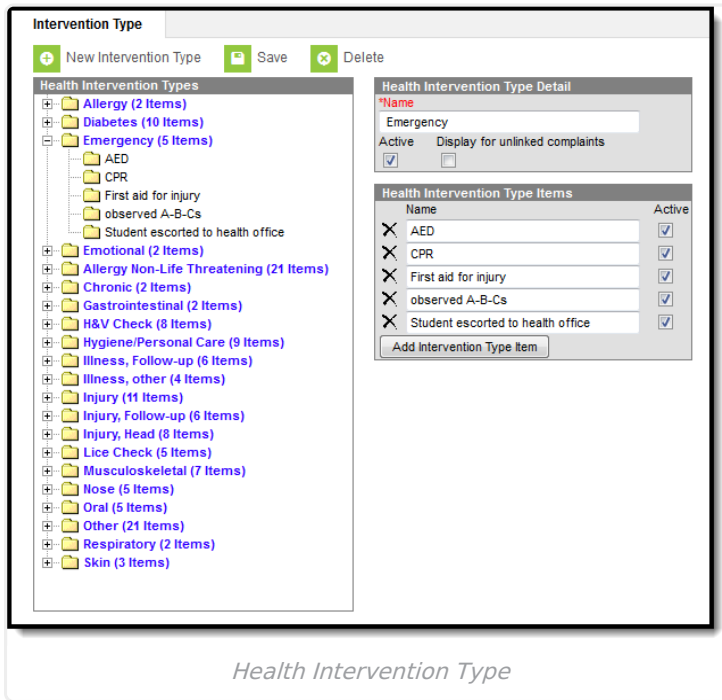 Intervention Type
New Intervention Type Save Delete
Health Intervention Types
Allergy (2 Items)
Diabetes (10 Items)
Emergency (5 Items)
AED
CPR
First aid for injury
observed A-B-Cs
Student escorted to health office
Emotional (2 Items)
Allergy Non-Life Threatening (21 Items)
Chronic (2 Items)
Gastrointestinal (2 Items)
H&V Check (8 Items)
Hygiene/Personal Care (9 Items)
Illness, Follow-up (6 Items)
Illness, other (4 Items)
Injury (11 Items)
Injury, Follow-up (6 Items)
Injury, Head (8 Items)
Lice Check (5 Items)
Musculoskeletal (7 Items)
Nose (5 Items)
Oral (5 Items)
Other (21 Items)
Respiratory (2 Items)
Skin (3 Items)
Health Intervention Type Detail
*Name
Emergency
Active Display for unlinked complaints
Health Intervention Type Items
Name Active
AED
CPR
First aid for injury
observed A-B-Cs
Student escorted to health office
Add Intervention Type Item
Health Intervention Type